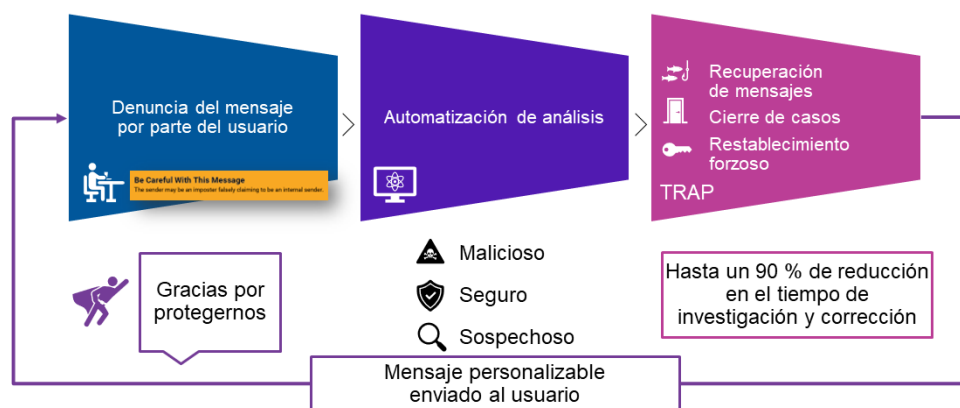 Denuncia del mensaje
por parte del usuario
Be Careful With This Message
The sender may be an imposter falsely claiming to be an internal sender.
Automatización de análisis
Recuperación
de mensajes
Cierre de casos
Restablecimiento
forzoso
TRAP
Gracias por
protegernos
Malicioso
Seguro
Sospechoso
Hasta un 90 % de reducción
en el tiempo de
investigación y corrección
Mensaje personalizable
enviado al usuario